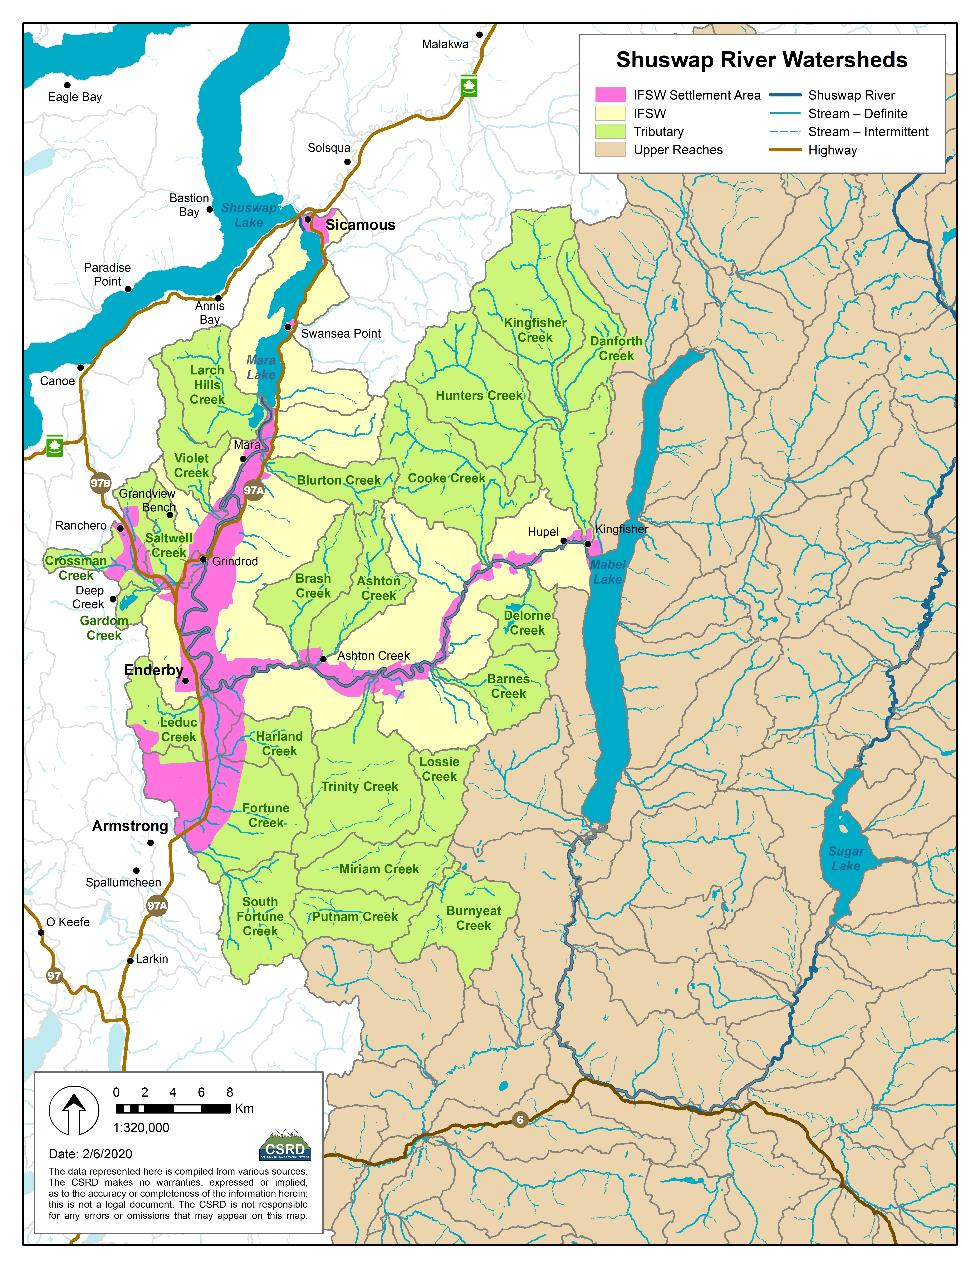 Shuswap River Watersheds
IFSW Settlement Area
IFSW
Tributary
Upper Reaches
Shuswap River
Stream – Definite
Stream – Intermittent
Highway
Malakwa
Eagle Bay
Solsqua
Bastion
Bay
Shuswap
Lake
Sicamous
Paradise
Point
Annis
Bay
Swansea Point
Kingfisher
Creek
Danforth
Creek
Mara
Lake
Larch
Hills
Creek
Canoe
Hunters Creek
Mara
Violet
Creek
Blurton Creek
Cooke Creek
97B
97A
Grandview
Bench
Ranchero
Saltwell
Creek
Hupel
Kingfisher
Crossman
Creek
Grindrod
Mabel
Lake
Deep
Creek
Brash
Creek
Ashton
Creek
Gardom
Creek
Delorne
Creek
Ashton Creek
Enderby
Barnes
Creek
Leduc
Creek
Harland
Creek
Lossie
Creek
Trinity Creek
Fortune
Creek
Armstrong
Sugar
Lake
Miriam Creek
Spallumcheen
97A
South
Fortune
Creek
Putnam Creek
Burnyeat
Creek
O Keefe
Larkin
97
6
0 2 4 6 8
Km
1:320,000
Date: 2/6/2020
CSRD
The data represented here is compiled from various sources.
The CSRD makes no warranties, expressed or implied,
as to the accuracy or completeness of the information herein;
this is not a legal document. The CSRD is not responsible
for any errors or omissions that may appear on this map.